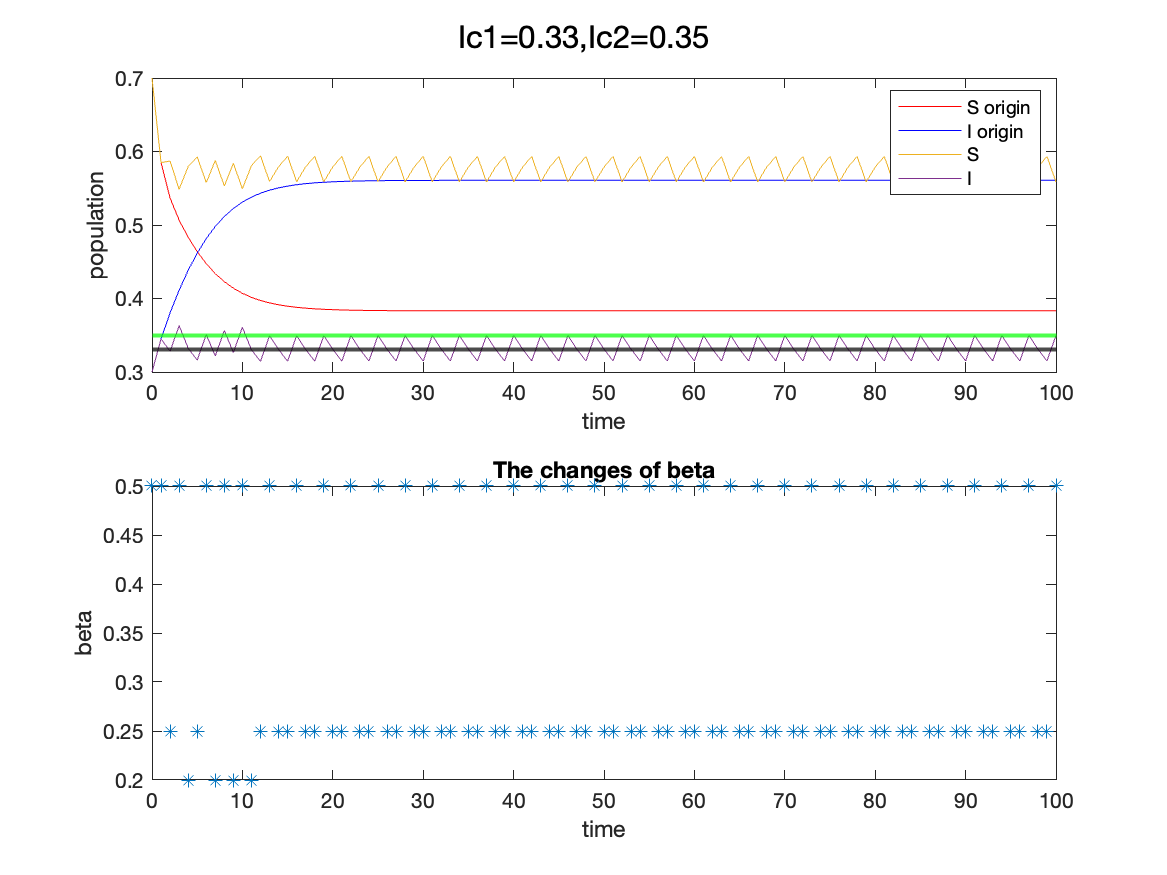 Ic1=0.33,Ic2=0.35
0.7
0.6
0.5
0.4
0.3
population
0 10 20 30 40 50 60 70 80 90 100
time
S origin
I origin
S
I
The changes of beta
0.5
0.45
0.4
0.35
0.3
0.25
0.2
beta
0 10 20 30 40 50 60 70 80 90 100
time